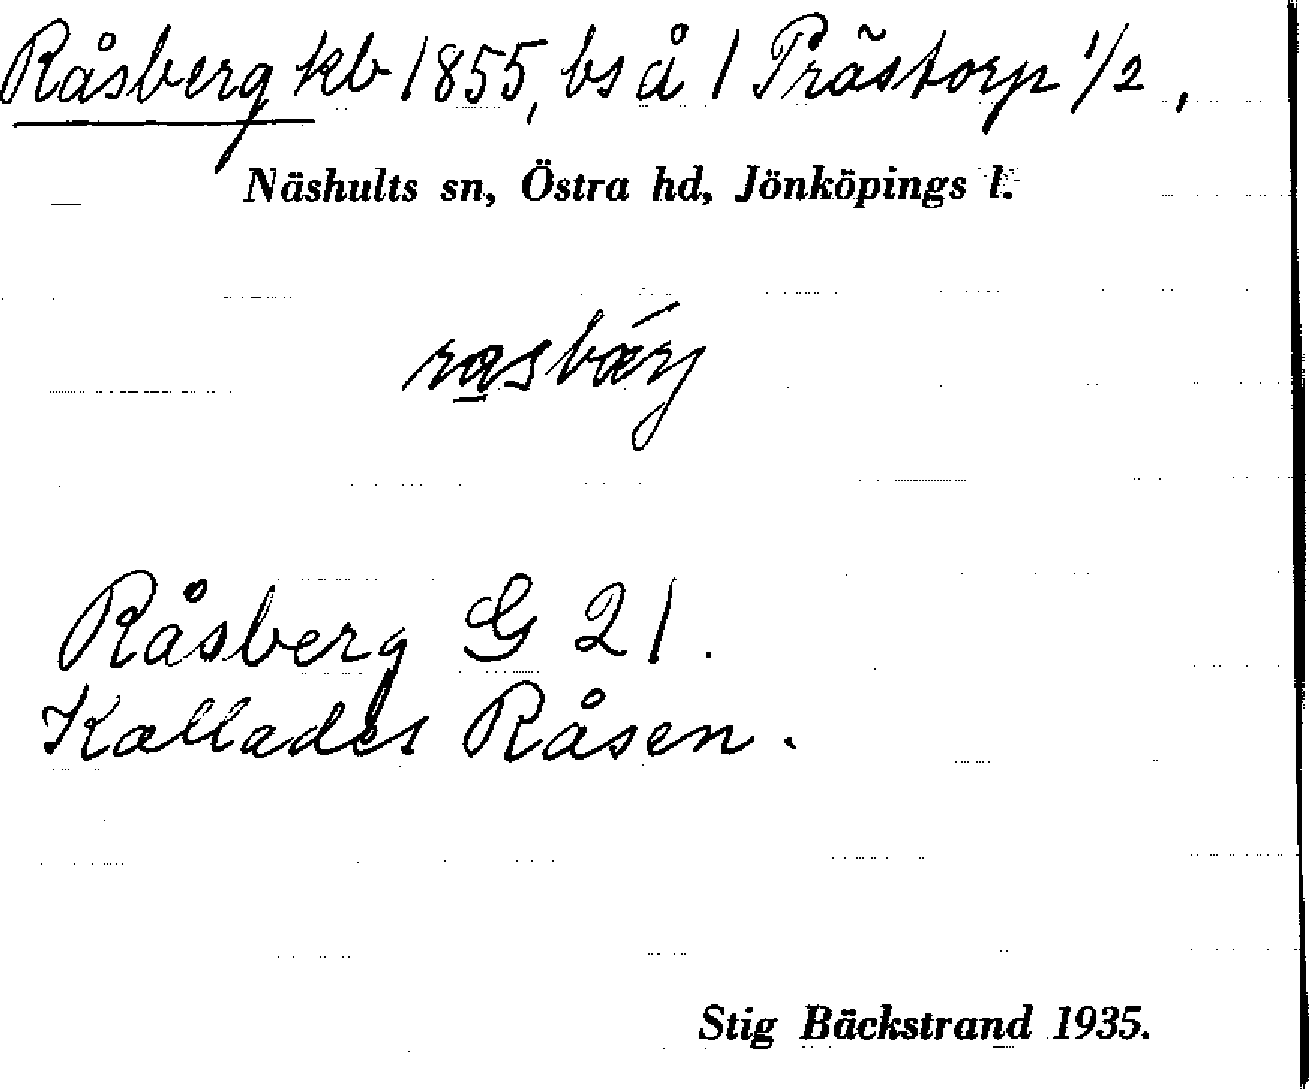 Råsberg kb 1855, bs å 1 Prästorp 1/2,
Näshults sn, Östra hd, Jönköpings l.
Råsberg G 21.
Kallades Råsen.
Stig Bäckstrand 1935.